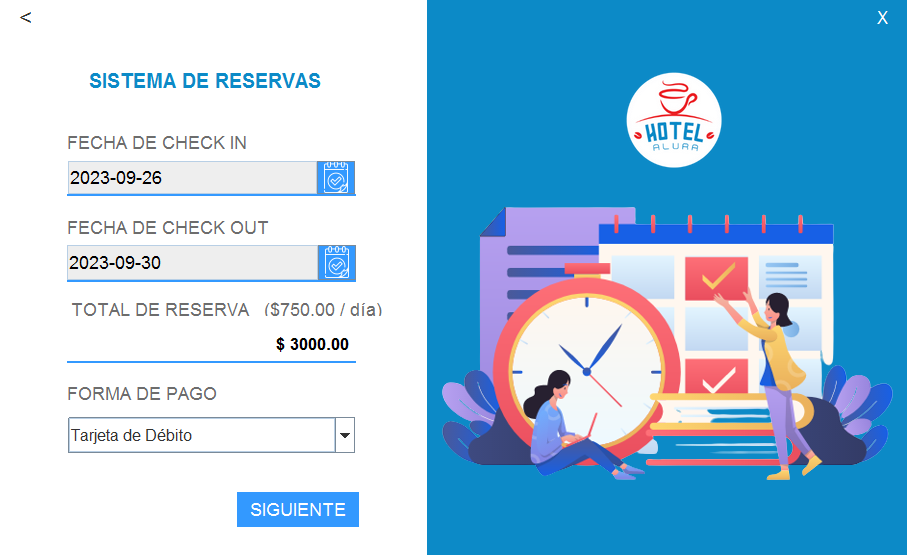 <
X
SISTEMA DE RESERVAS
FECHA DE CHECK IN
2023-09-26
FECHA DE CHECK OUT
2023-09-30
TOTAL DE RESERVA ($750.00 / día)
$ 3000.00
FORMA DE PAGO
Tarjeta de Débito
SIGUIENTE
HOTEL
ALURA